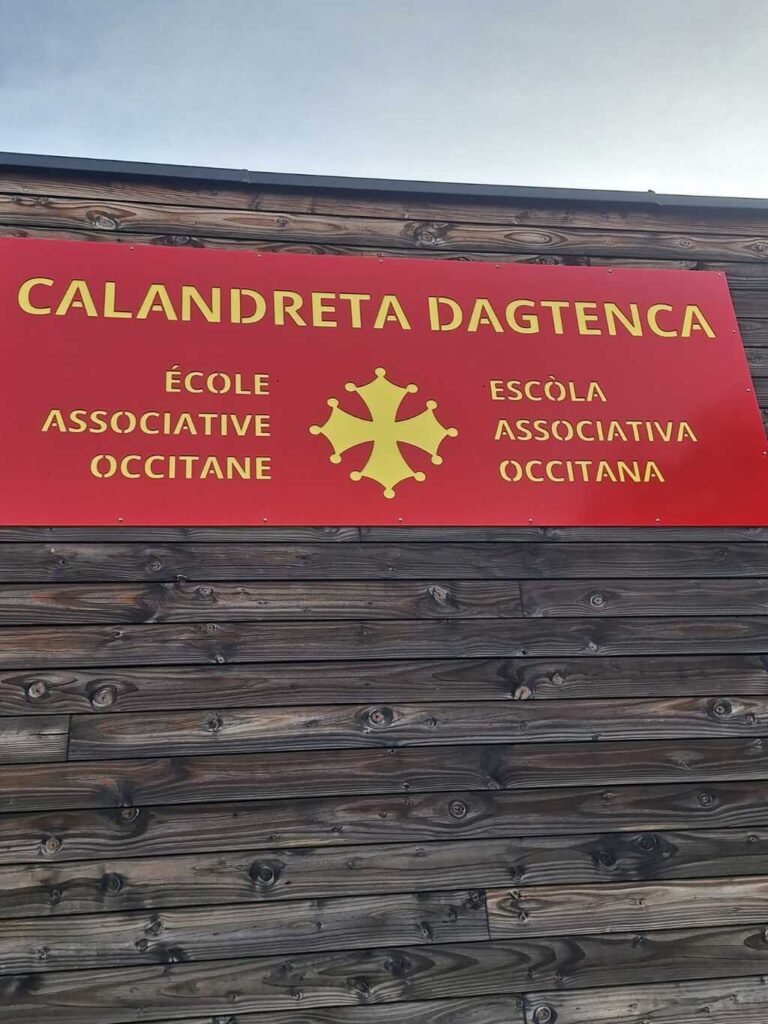 CALANDRETA DAGTENCA
ÉCOLE
ASSOCIATIVE
OCCITANE
ESCÒLA
ASSOCIATIVA
OCCITANA